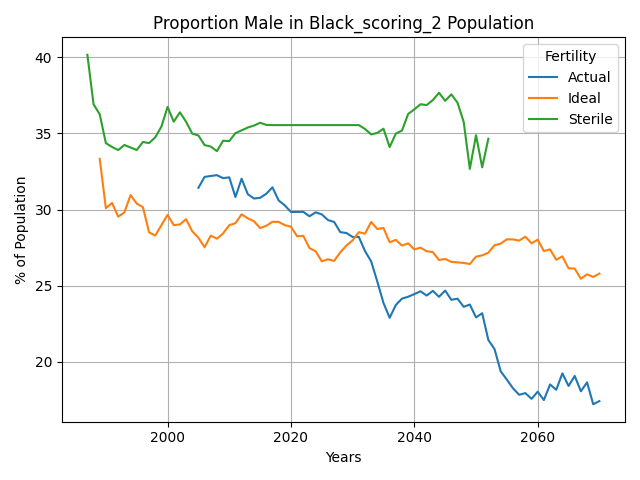 Proportion Male in Black_scoring_2 Population
Fertility
Actual
Ideal
Sterile
% of Population
40
35
30
25
20
2000
2020
2040
2060
Years